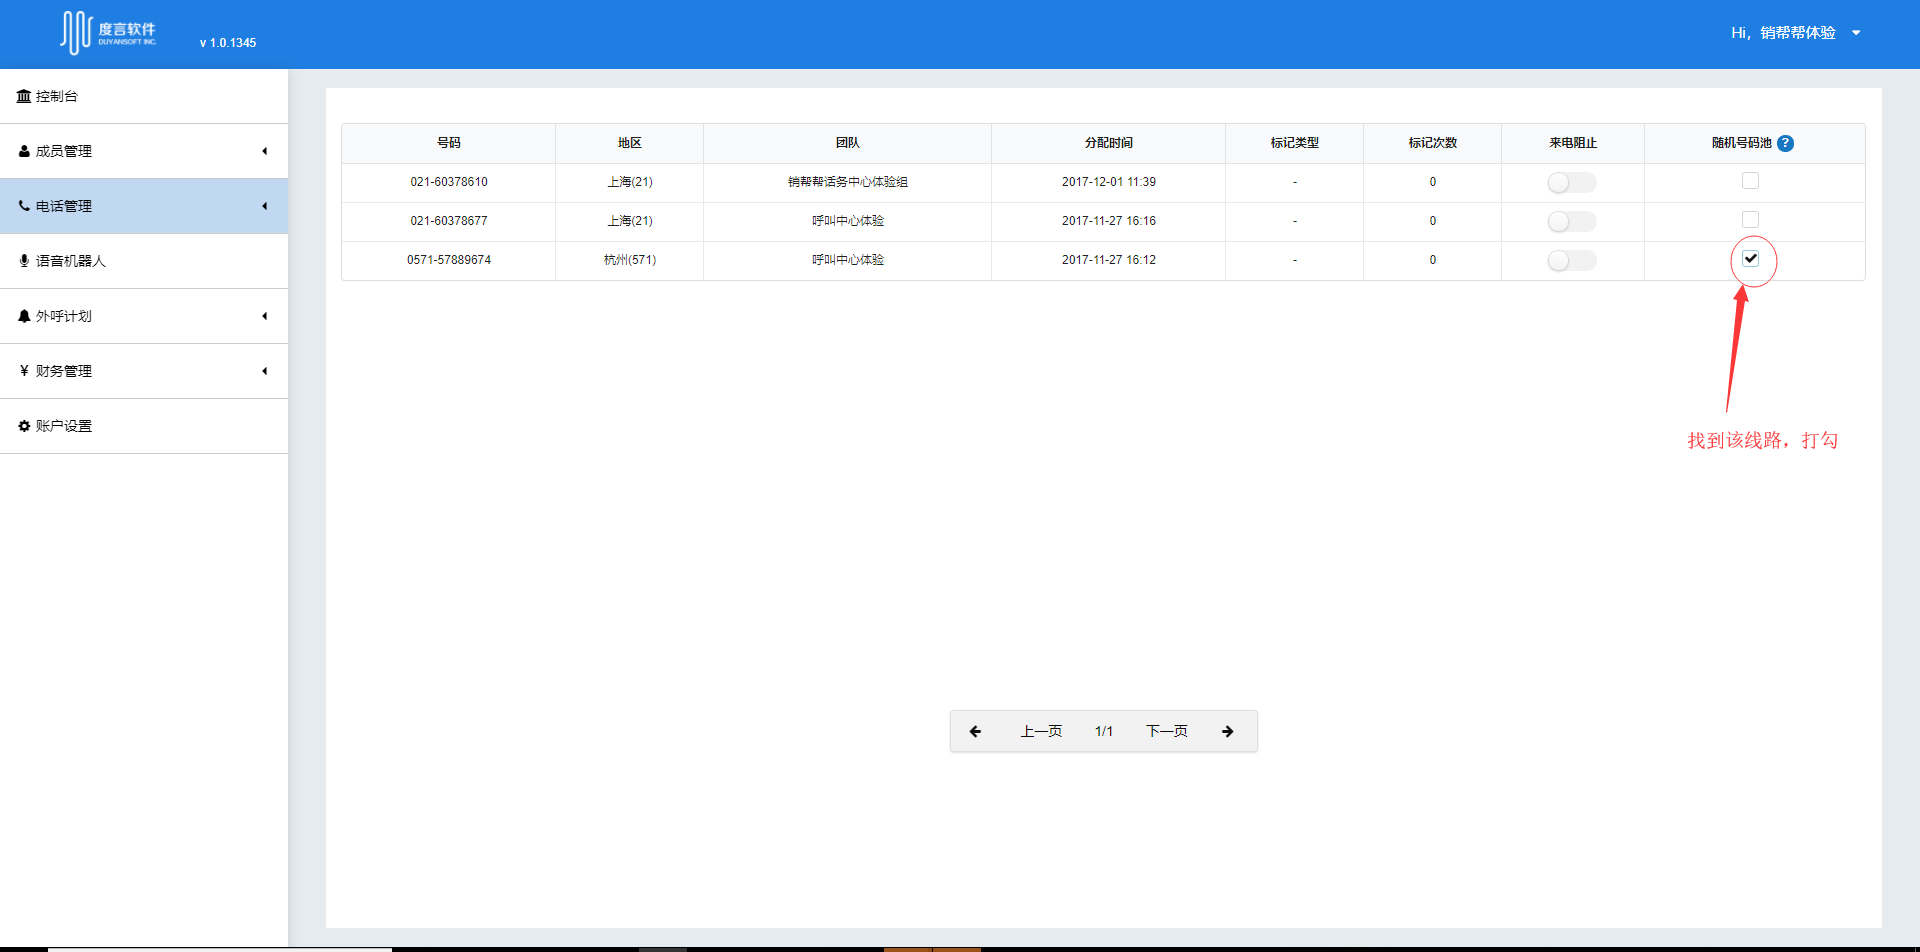 度言软件
DUYANSOFT INC.
v 1.0.1345
Hi，销帮帮体验
控制台
成员管理
电话管理
语音机器人
外呼计划
¥ 财务管理
账户设置
号码 地区 团队 分配时间 标记类型 标记次数 来电阻止 随机号码池 ?
021-60378610 上海(21) 销帮帮话务中心体验组 2017-12-01 11:39 - 0
021-60378677 上海(21) 呼叫中心体验 2017-11-27 16:16 - 0
0571-57889674 杭州(571) 呼叫中心体验 2017-11-27 16:12 - 0
找到该线路，打勾
上一页 1/1 下一页